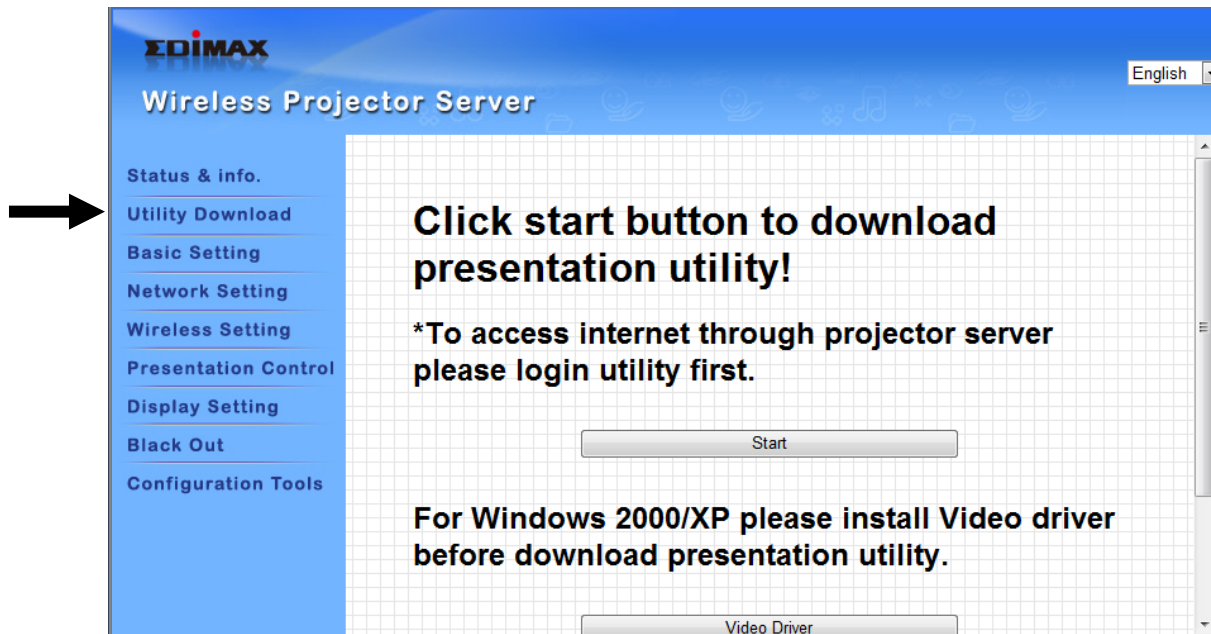 EDIMAX
English
Wireless Projector Server
Status & info.
Utility Download
Basic Setting
Network Setting
Wireless Setting
Presentation Control
Display Setting
Black Out
Configuration Tools
Click start button to download
presentation utility!
*To access internet through projector server
please login utility first.
Start
For Windows 2000/XP please install Video driver
before download presentation utility.
Video Driver